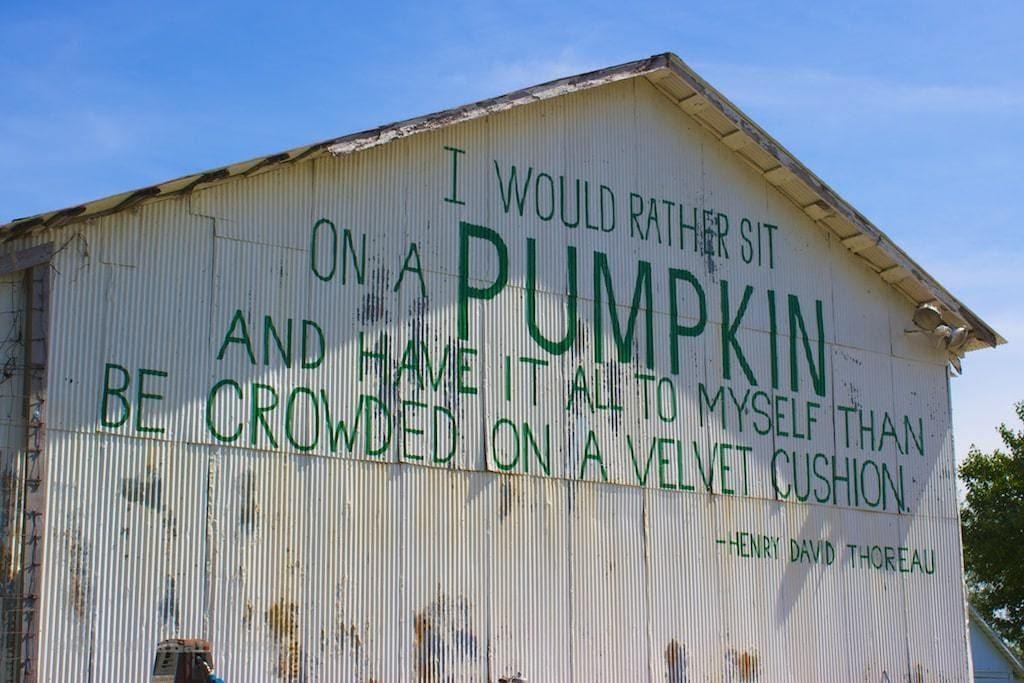 I WOULD RATHER SIT
ON A PUMPKIN
AND HAVE IT ALL TO MYSELF THAN
BE CROWDED ON A VELVET CUSHION.
-HENRY DAVID THOREAU